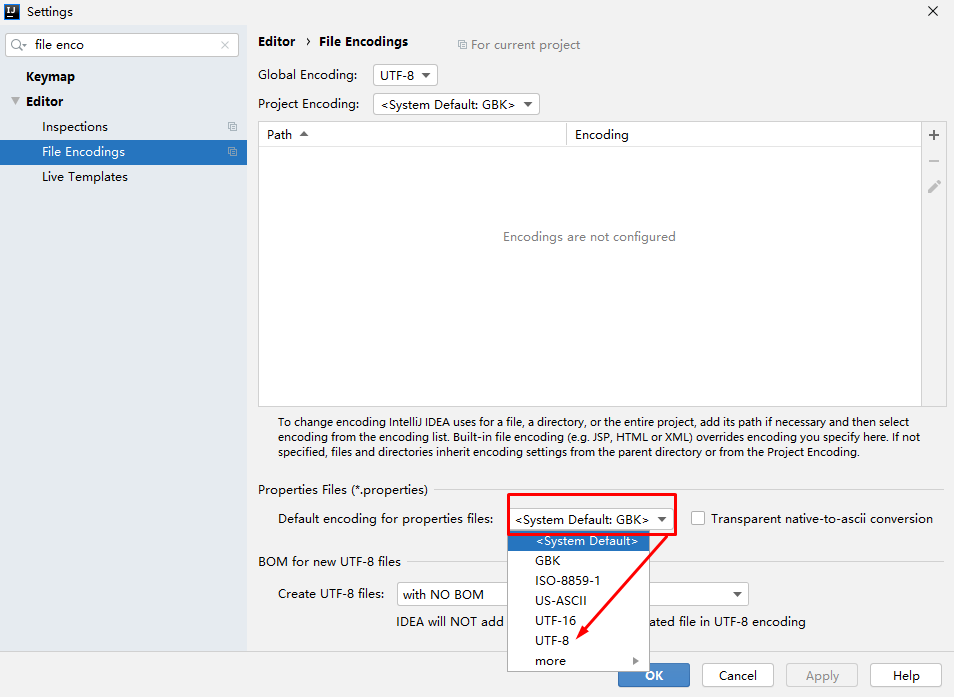 Settings
file enco
Keymap
Editor
Inspections
File Encodings
Live Templates
Editor › File Encodings
For current project
Global Encoding: UTF-8
Project Encoding: <System Default: GBK>
Path Encoding
Encodings are not configured
To change encoding IntelliJ IDEA uses for a file, a directory, or the entire project, add its path if necessary and then select
encoding from the encoding list. Built-in file encoding (e.g. JSP, HTML or XML) overrides encoding you specify here. If not
specified, files and directories inherit encoding settings from the parent directory or from the Project Encoding.
Properties Files (*.properties)
Default encoding for properties files: <System Default: GBK> Transparent native-to-ascii conversion
<System Default>
GBK
ISO-8859-1
US-ASCII
UTF-16
UTF-8
more
BOM for new UTF-8 files
Create UTF-8 files: with NO BOM
IDEA will NOT add ated file in UTF-8 encoding
OK Cancel Apply Help